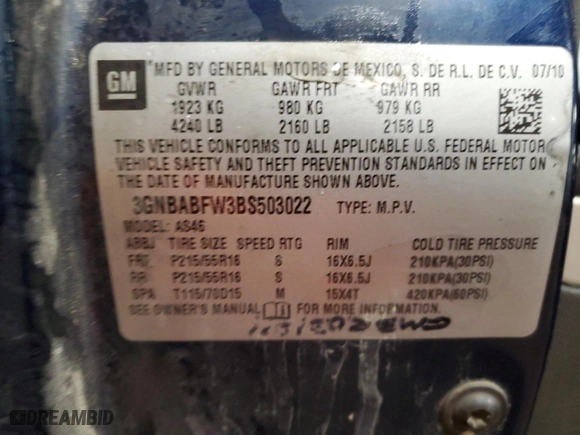 GM
*MFD BY GENERAL MOTORS DE MEXICO, S. DE R.L. DE C.V. 07/10
GVWR GAWR FRT GAWR RR
1923 KG 980 KG 979 KG
4240 LB 2160 LB 2158 LB
THIS VEHICLE CONFORMS TO ALL APPLICABLE U.S. FEDERAL MOTOR
VEHICLE SAFETY AND THEFT PREVENTION STANDARDS IN EFFECT ON
THE DATE OF MANUFACTURE SHOWN ABOVE.
3GNBABFW3BS503022 TYPE: M.P.V.
MODEL: AS46
ABBJ TIRE SIZE SPEED RTG RIM COLD TIRE PRESSURE
FRT P215/55R16 S 16X6.5J 210KPA(30PSI)
RR P215/55R16 S 16X6.5J 210KPA(30PSI)
SPA T115/70D15 M 15X4T 420KPA(60PSI)
SEE OWNER'S MANUAL FOR MORE INFORMATION.
DREAMBID